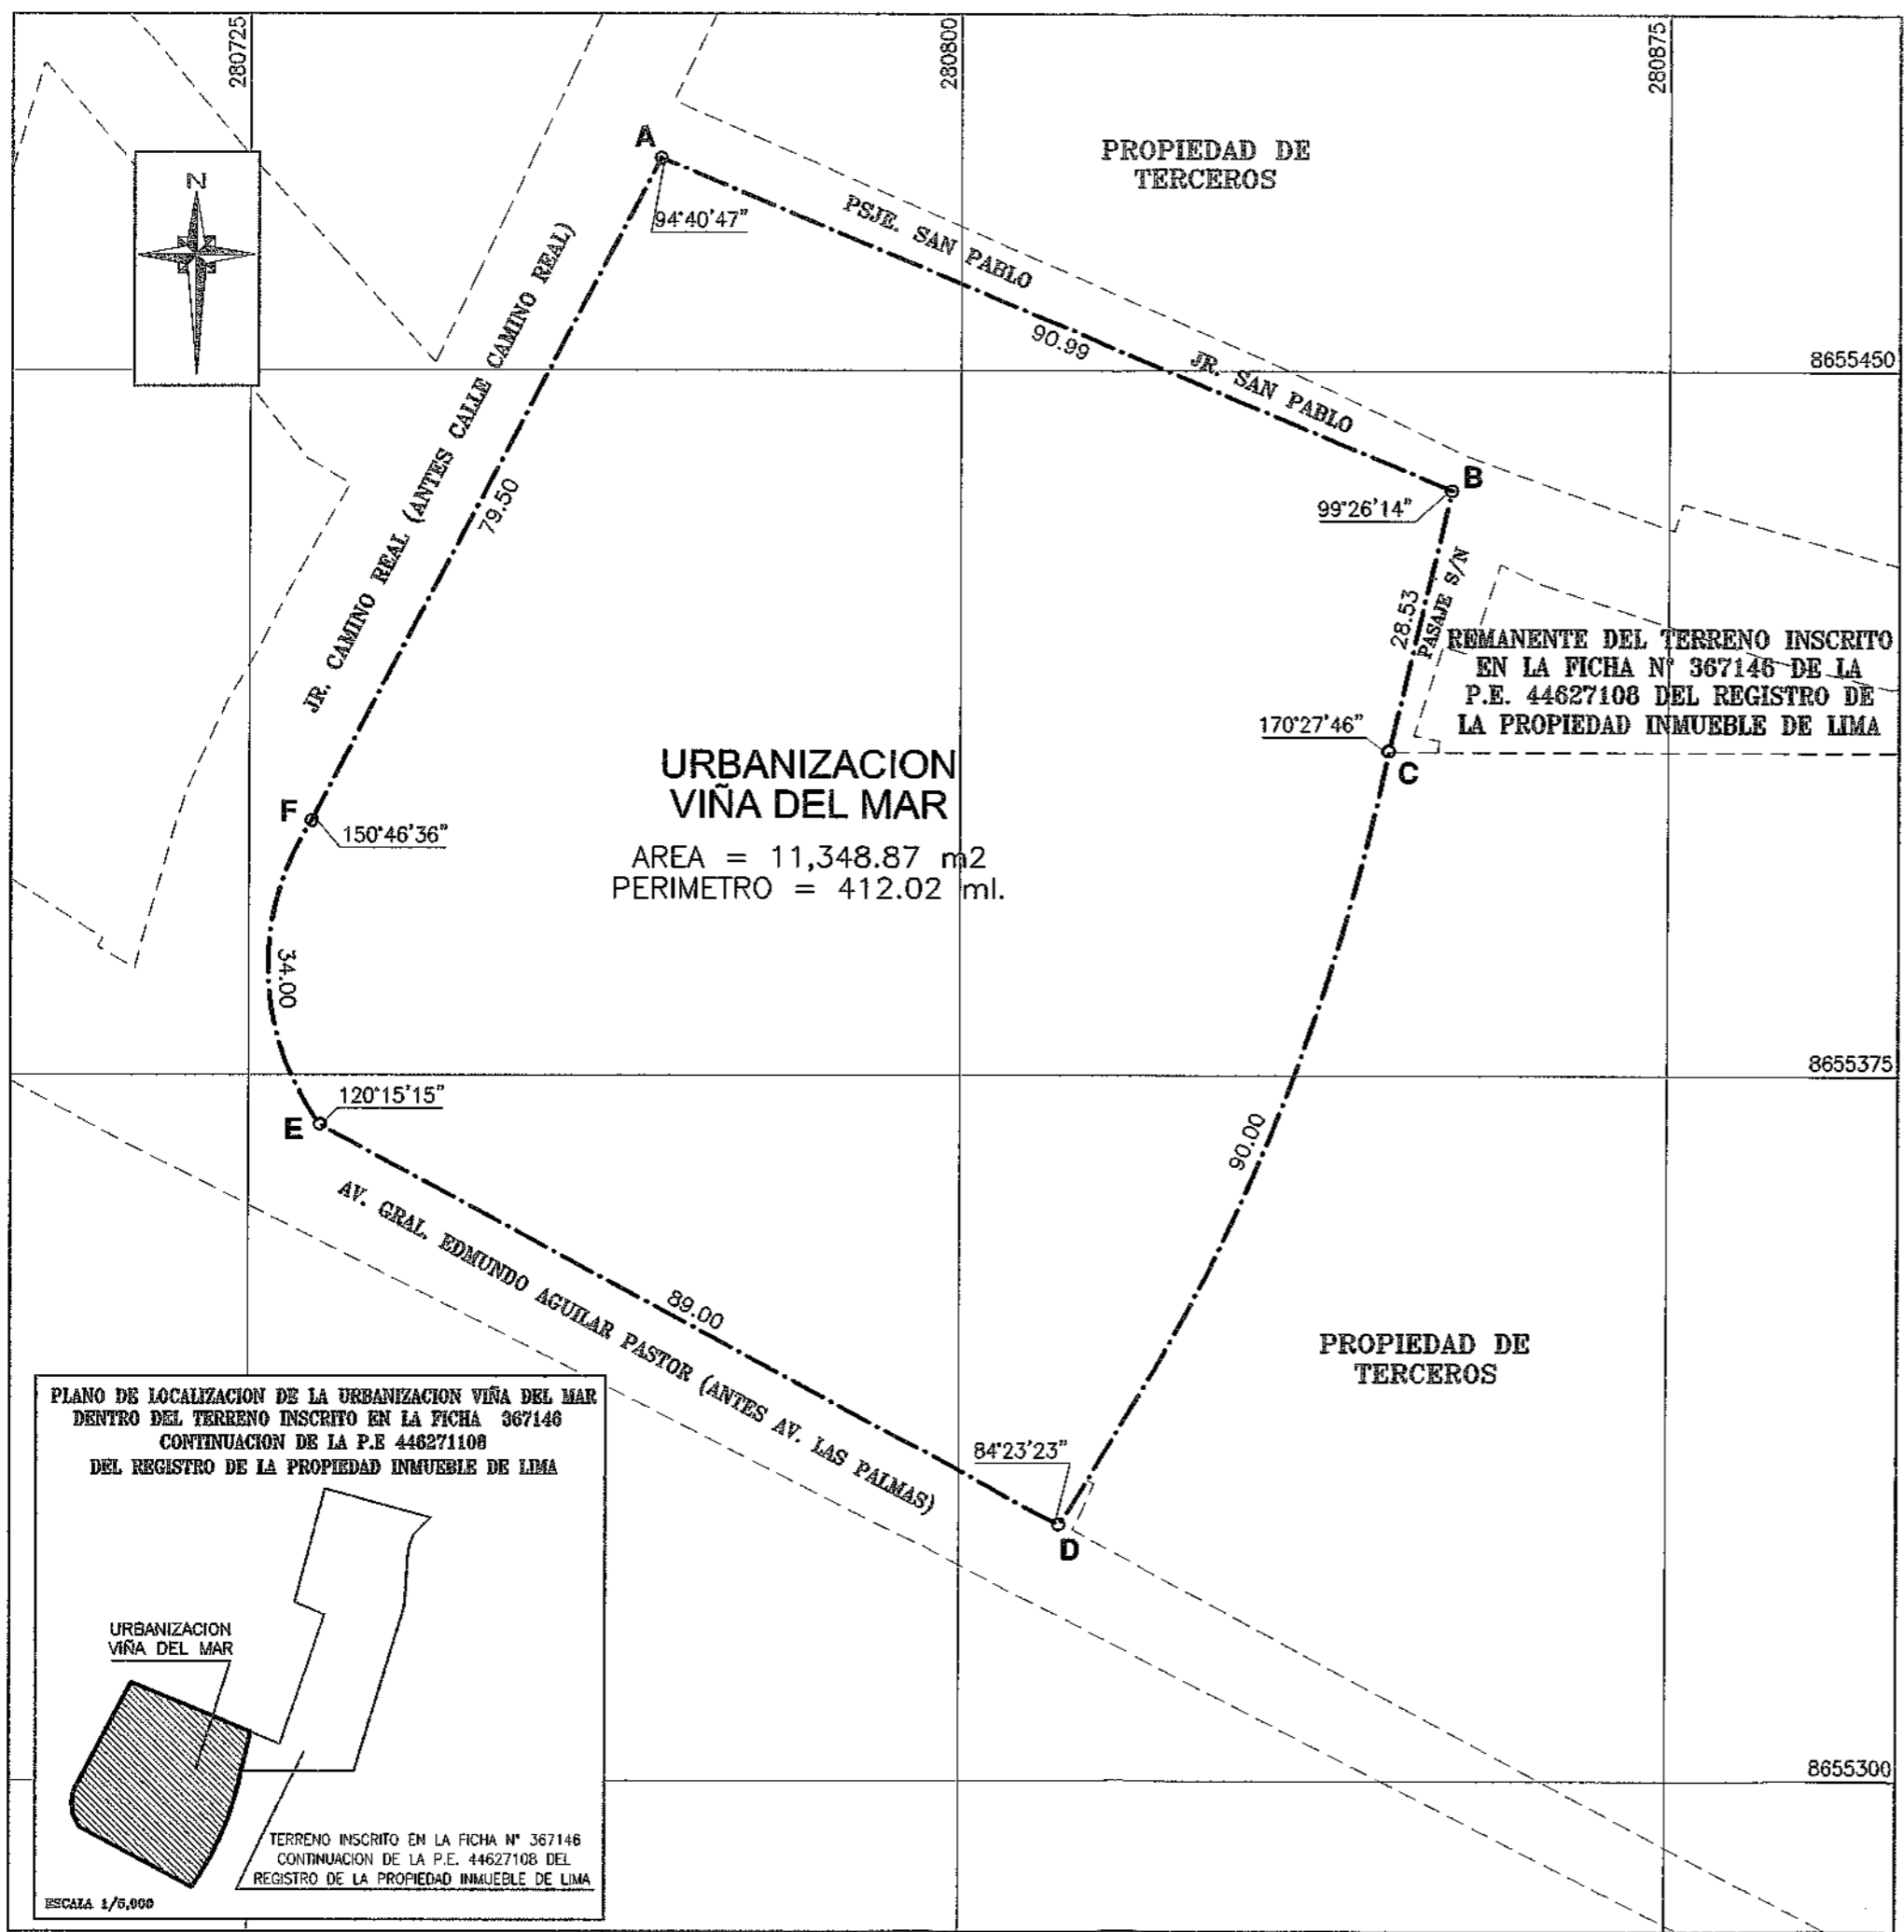 280725
280800
280875
N
A
94°40'47"
PROPIEDAD DE
TERCEROS
PSJE. SAN PABLO
90.99
JR. SAN PABLO
8655450
JR. CAMINO REAL (ANTES CALLE CAMINO REAL)
79.50
B
99°26'14"
28.53
PASAJE S/N
REMANENTE DEL TERRENO INSCRITO
EN LA FICHA N° 367146 DE LA
P.E. 44627108 DEL REGISTRO DE
LA PROPIEDAD INMUEBLE DE LIMA
170°27'46"
C
URBANIZACION
VIÑA DEL MAR
AREA = 11,348.87 m2
PERIMETRO = 412.02 ml.
F
150°46'36"
34.00
8655375
120°15'15"
E
90.00
AV. GRAL. EDMUNDO AGUILAR PASTOR (ANTES AV. LAS PALMAS)
89.00
PROPIEDAD DE
TERCEROS
84°23'23"
D
PLANO DE LOCALIZACION DE LA URBANIZACION VIÑA DEL MAR
DENTRO DEL TERRENO INSCRITO EN LA FICHA 367146
CONTINUACION DE LA P.E 446271108
DEL REGISTRO DE LA PROPIEDAD INMUEBLE DE LIMA
URBANIZACION
VIÑA DEL MAR
TERRENO INSCRITO EN LA FICHA N° 367146
CONTINUACION DE LA P.E. 44627108 DEL
REGISTRO DE LA PROPIEDAD INMUEBLE DE LIMA
ESCALA 1/5,000
8655300